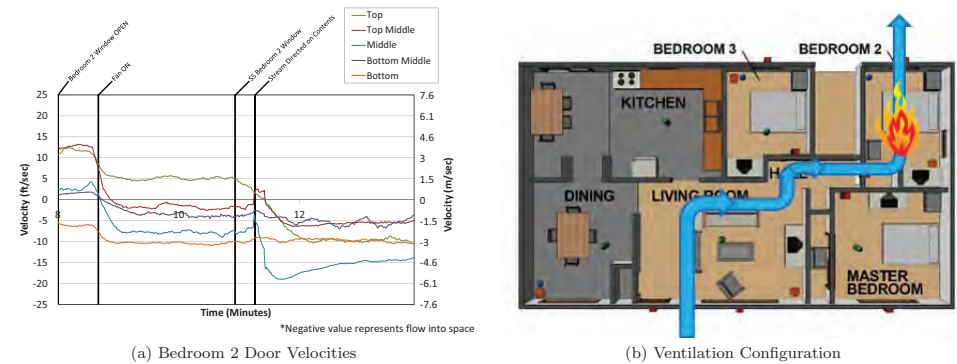 Bedroom 2 Window OPEN
Fan ON
SS Bedroom 2 Window
Stream Directed on Contents
Top
Top Middle
Middle
Bottom Middle
Bottom
25
20
15
10
5
0
-5
-10
-15
-20
-25
7.6
6.1
4.6
3
1.5
0
-1.5
-3
-4.6
-6.1
-7.6
8
10
12
Velocity (ft/sec)
Velocity (m/sec)
Time (Minutes)
*Negative value represents flow into space
(a) Bedroom 2 Door Velocities
BEDROOM 3
BEDROOM 2
KITCHEN
DINING
LIVING ROOM
MASTER
BEDROOM
(b) Ventilation Configuration